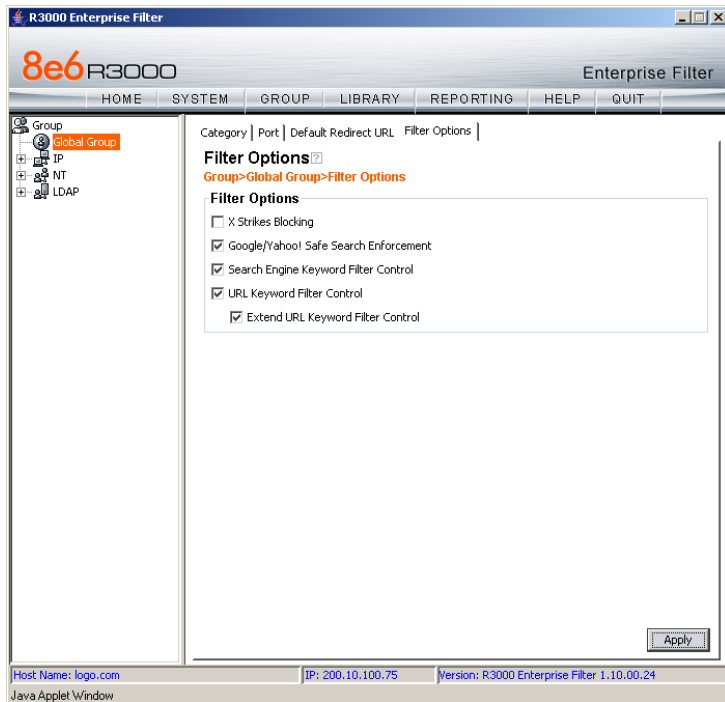 R3000 Enterprise Filter
8e6 R3000
Enterprise Filter
HOME SYSTEM GROUP LIBRARY REPORTING HELP QUIT
Group
Global Group
IP
NT
LDAP
Category Port Default Redirect URL Filter Options
Filter Options ?
Group>Global Group>Filter Options
Filter Options
X Strikes Blocking
Google/Yahoo! Safe Search Enforcement
Search Engine Keyword Filter Control
URL Keyword Filter Control
Extend URL Keyword Filter Control
Apply
Host Name: logo.com IP: 200.10.100.75 Version: R3000 Enterprise Filter 1.10.00.24
Java Applet Window